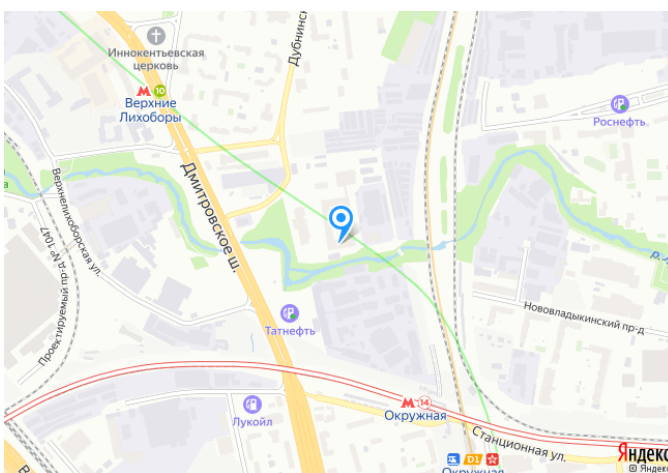 Иннокентьевская
церковь
Дубнинск
М 10
Верхние
Лихоборы
Роснефть
Верхнелихоборская ул.
Дмитровское ш.
Проектируемый пр-д № 1047
а
р. Л
Нововладыкинский пр-д
Татнефть
М 14
Окружная
Лукойл
Станционная ул.
D1
Окружная
Яндекс
© Яндекс